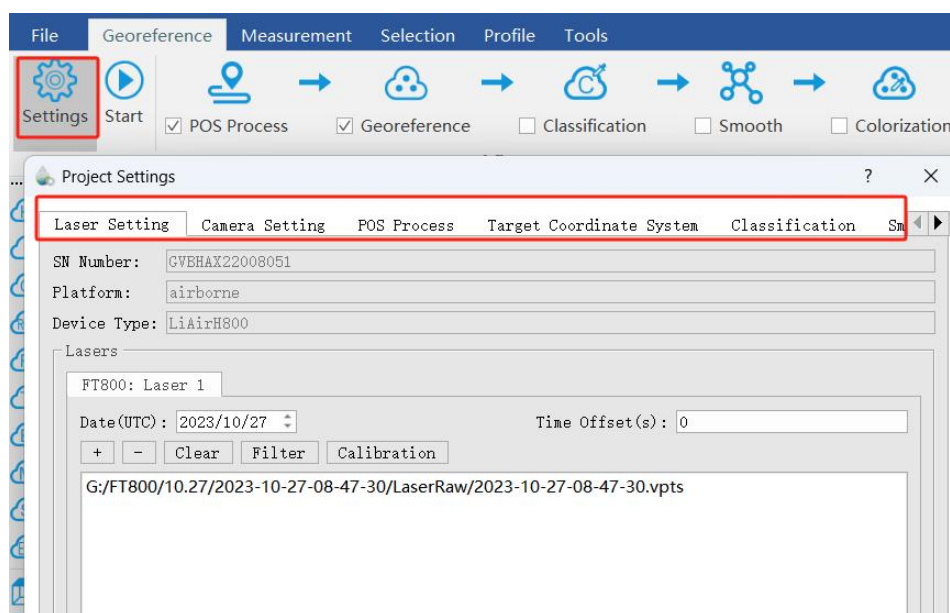 File Georeference Measurement Selection Profile Tools
Settings Start POS Process Georeference Classification Smooth Colorization
... Project Settings ? ×
Laser Setting Camera Setting POS Process Target Coordinate System Classification Sm
SN Number: GVBHAX22008051
Platform: airborne
Device Type: LiAirH800
Lasers
FT800: Laser 1
Date(UTC): 2023/10/27 Time Offset(s): 0
+ - Clear Filter Calibration
G:/FT800/10.27/2023-10-27-08-47-30/LaserRaw/2023-10-27-08-47-30.vpts